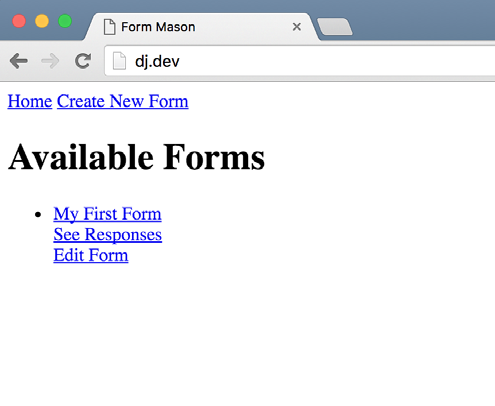 Form Mason
dj.dev
Home Create New Form
Available Forms
My First Form
See Responses
Edit Form